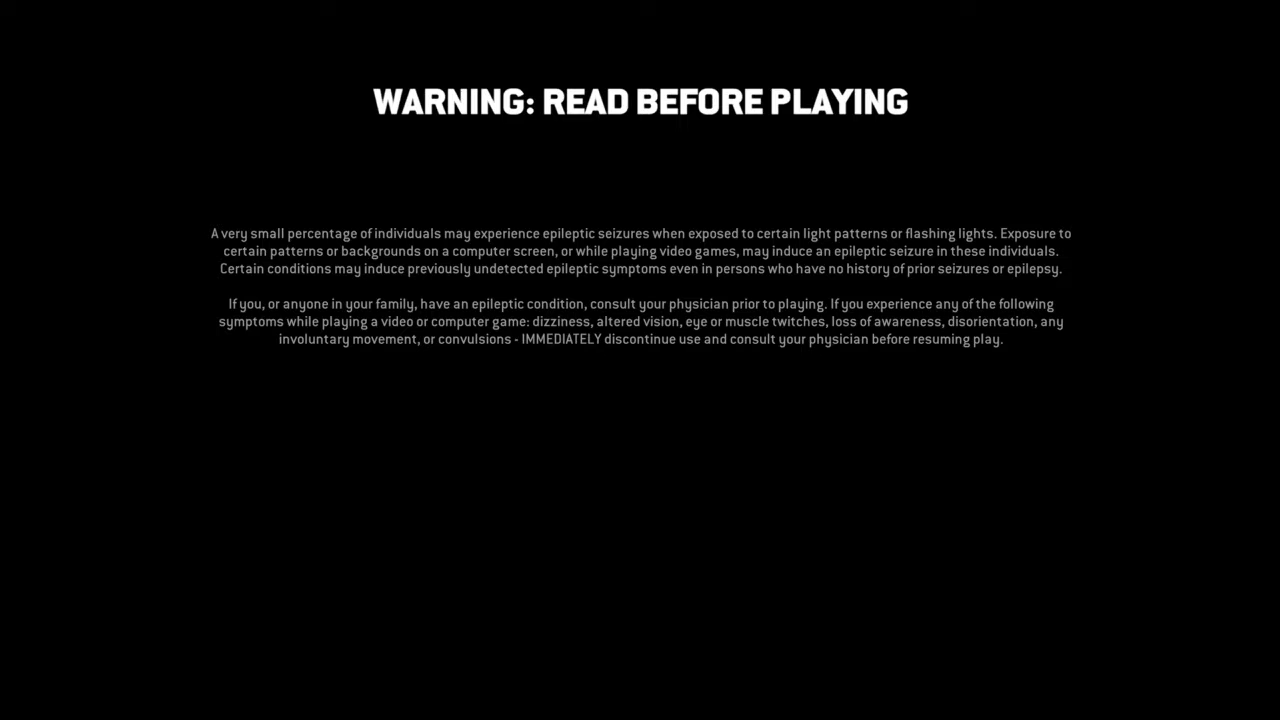 WARNING: READ BEFORE PLAYING
A very small percentage of individuals may experience epileptic seizures when exposed to certain light patterns or flashing lights. Exposure to
certain patterns or backgrounds on a computer screen, or while playing video games, may induce an epileptic seizure in these individuals.
Certain conditions may induce previously undetected epileptic symptoms even in persons who have no history of prior seizures or epilepsy.
If you, or anyone in your family, have an epileptic condition, consult your physician prior to playing. If you experience any of the following
symptoms while playing a video or computer game: dizziness, altered vision, eye or muscle twitches, loss of awareness, disorientation, any
involuntary movement, or convulsions - IMMEDIATELY discontinue use and consult your physician before resuming play.